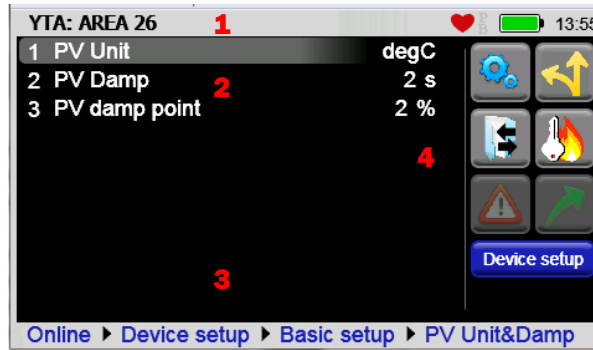 YTA: AREA 26 1 P B 13:55
1 PV Unit degC
2 PV Damp 2 s
2
3 PV damp point 2 %
4
Device setup
3
Online Device setup Basic setup PV Unit&Damp